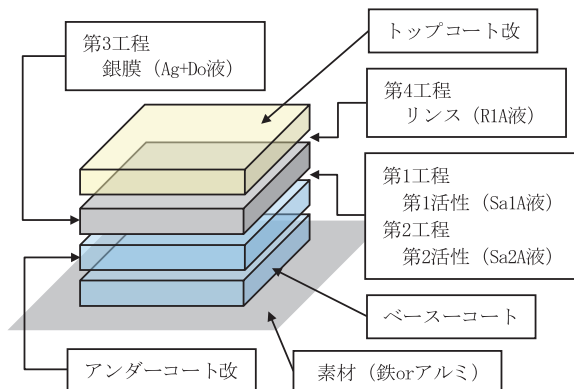 第3工程
銀膜（Ag+Do液）
トップコート改
第4工程
リンス（R1A液）
第1工程
第1活性（Sa1A液）
第2工程
第2活性（Sa2A液）
ベースーコート
アンダーコート改
素材（鉄orアルミ）